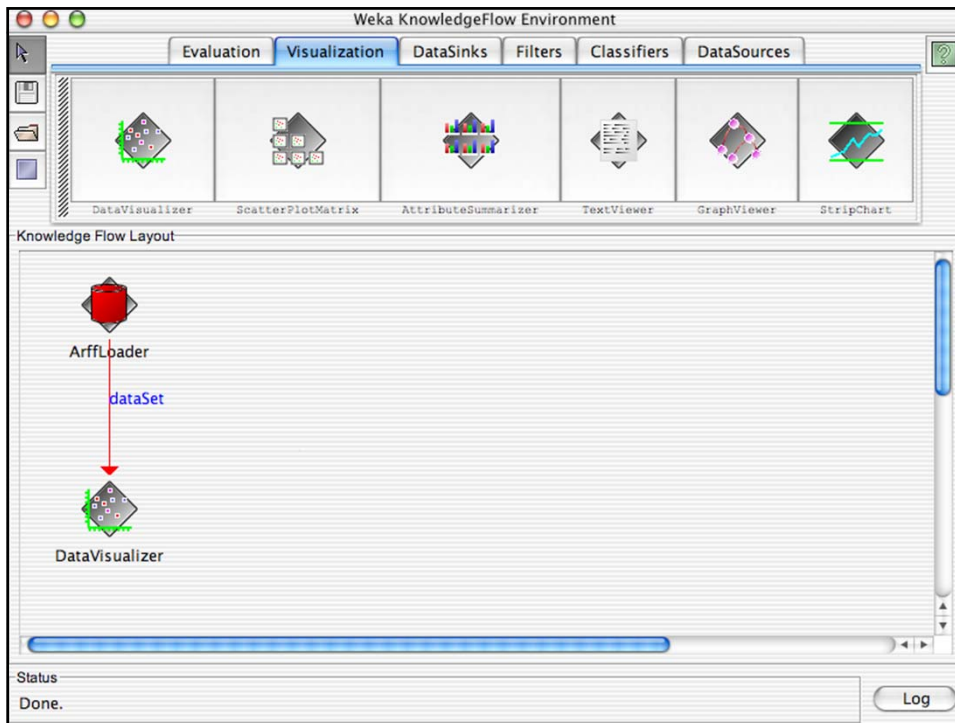 Weka KnowledgeFlow Environment
Evaluation Visualization DataSinks Filters Classifiers DataSources
DataVisualizer ScatterPlotMatrix AttributeSummarizer TextViewer GraphViewer StripChart
Knowledge Flow Layout
ArffLoader
dataSet
DataVisualizer
Status
Done.
Log